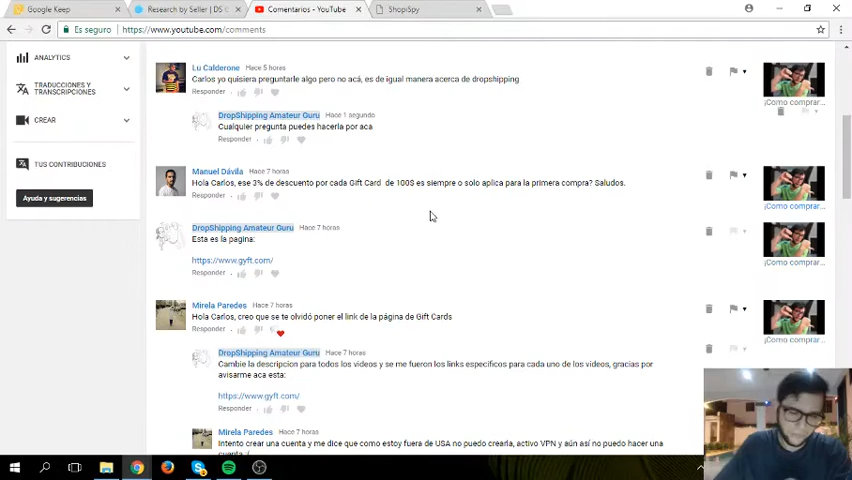 Google Keep
Research by Seller | DS C
Comentarios - YouTube
ShopiSpy
Es seguro
https://www.youtube.com/comments
ANALYTICS
TRADUCCIONES Y
TRANSCRIPCIONES
CREAR
TUS CONTRIBUCIONES
Ayuda y sugerencias
Lu Calderone Hace 5 horas
Carlos yo quisiera preguntarle algo pero no acá, es de igual manera acerca de dropshipping
Responder
¡Como comprar...
DropShipping Amateur Guru Hace 1 segundo
Cualquier pregunta puedes hacerla por aca
Responder
Manuel Dávila Hace 7 horas
Hola Carlos, ese 3% de descuento por cada Gift Card de 100$ es siempre o solo aplica para la primera compra? Saludos.
Responder
¡Como comprar...
DropShipping Amateur Guru Hace 7 horas
Esta es la pagina:
https://www.gyft.com/
Responder
¡Como comprar...
Mirela Paredes Hace 7 horas
Hola Carlos, creo que se te olvidó poner el link de la página de Gift Cards
Responder
¡Como comprar...
DropShipping Amateur Guru Hace 7 horas
Cambie la descripcion para todos los videos y se me fueron los links especificos para cada uno de los videos, gracias por
avisarme aca esta:
https://www.gyft.com/
Responder
Mirela Paredes Hace 7 horas
Intento crear una cuenta y me dice que como estoy fuera de USA no puedo crearla, activo VPN y aún así no puedo hacer una
cuenta :(